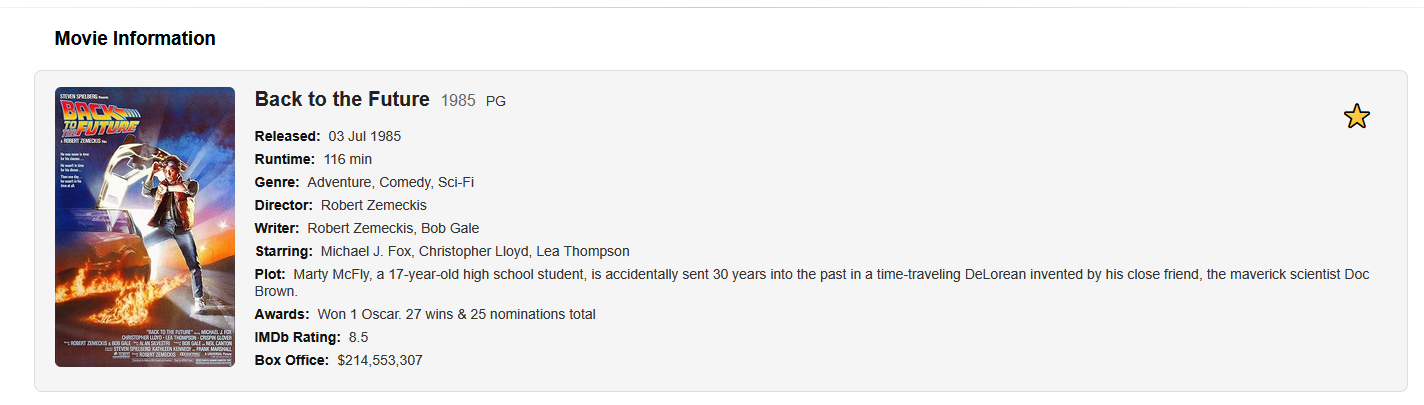 Movie Information
STEVEN SPIELBERG Presents
BACK
TO THE
FUTURE
A ROBERT ZEMECKIS Film
He was never in time
for his classes...
He wasn't in time
for his dinner...
Then one day...
he wasn't in his
time at all.
"BACK TO THE FUTURE" MICHAEL J. FOX
CHRISTOPHER LLOYD · LEA THOMPSON · CRISPIN GLOVER
ROBERT ZEMECKIS & BOB GALE ALAN SILVESTRI BOB GALE NEIL CANTON
STEVEN SPIELBERG KATHLEEN KENNEDY FRANK MARSHALL
ROBERT ZEMECKIS
Back to the Future 1985 PG
Released: 03 Jul 1985
Runtime: 116 min
Genre: Adventure, Comedy, Sci-Fi
Director: Robert Zemeckis
Writer: Robert Zemeckis, Bob Gale
Starring: Michael J. Fox, Christopher Lloyd, Lea Thompson
Plot: Marty McFly, a 17-year-old high school student, is accidentally sent 30 years into the past in a time-traveling DeLorean invented by his close friend, the maverick scientist Doc
Brown.
Awards: Won 1 Oscar. 27 wins & 25 nominations total
IMDb Rating: 8.5
Box Office: $214,553,307